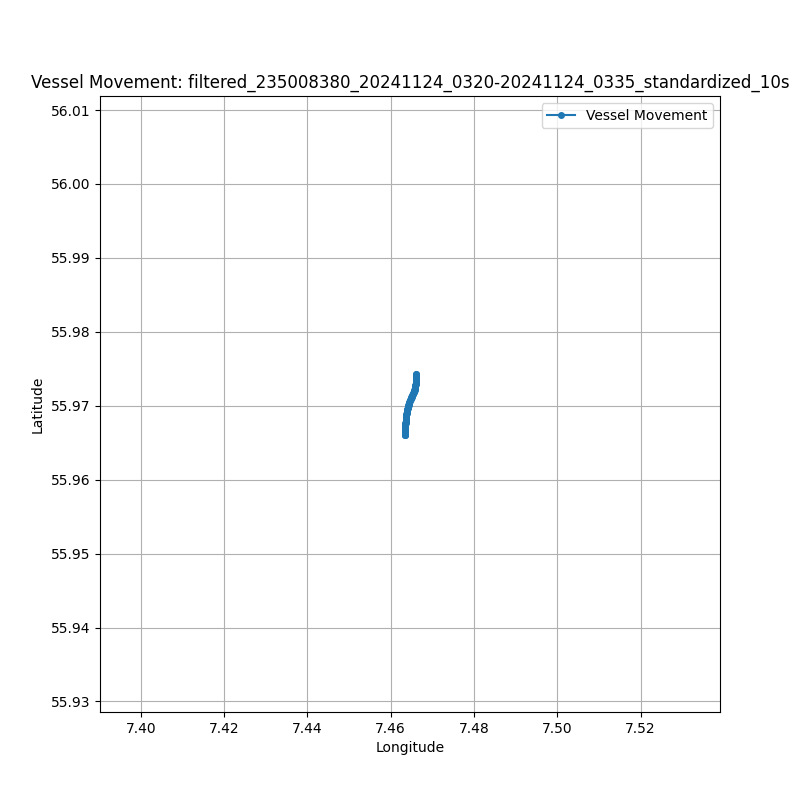 Vessel Movement: filtered_235008380_20241124_0320-20241124_0335_standardized_10s
Vessel Movement
56.01
56.00
55.99
55.98
55.97
55.96
55.95
55.94
55.93
Latitude
7.40 7.42 7.44 7.46 7.48 7.50 7.52
Longitude